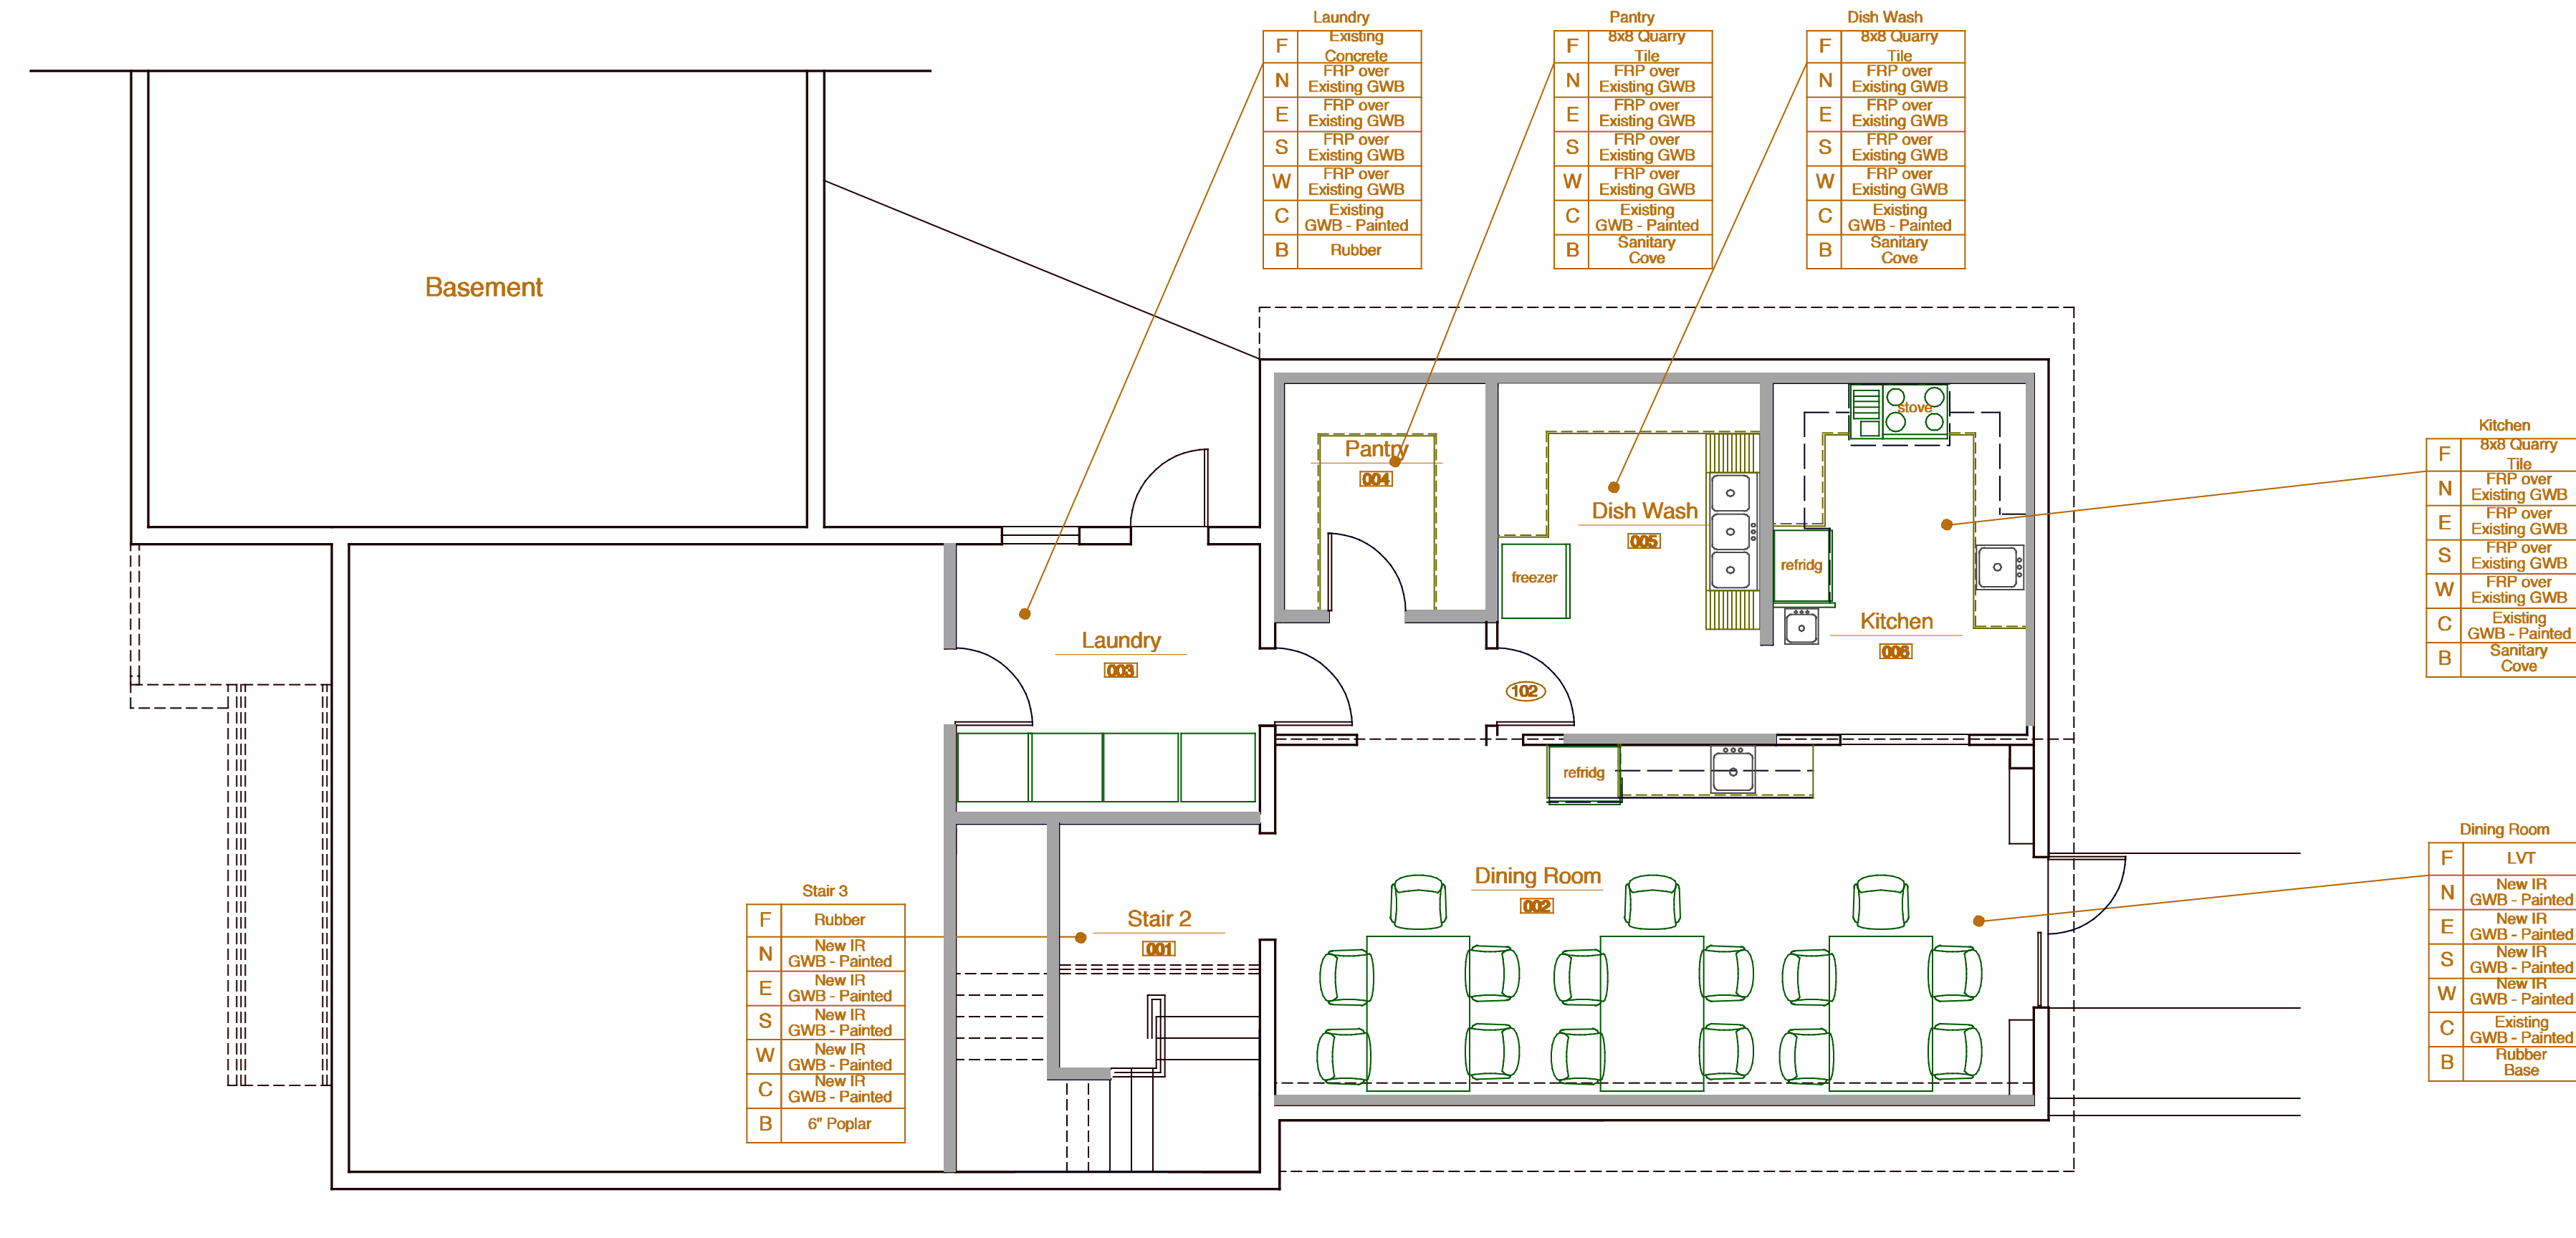 Laundry
F Existing
Concrete
N FRP over
Existing GWB
E FRP over
Existing GWB
S FRP over
Existing GWB
W FRP over
Existing GWB
C Existing
GWB - Painted
B Rubber
Pantry
F 8x8 Quarry
Tile
N FRP over
Existing GWB
E FRP over
Existing GWB
S FRP over
Existing GWB
W FRP over
Existing GWB
C Existing
GWB - Painted
B Sanitary
Cove
Dish Wash
F 8x8 Quarry
Tile
N FRP over
Existing GWB
E FRP over
Existing GWB
S FRP over
Existing GWB
W FRP over
Existing GWB
C Existing
GWB - Painted
B Sanitary
Cove
Basement
stove
Pantry
004
Dish Wash
005
freezer
refridg
Kitchen
006
Kitchen
F 8x8 Quarry
Tile
N FRP over
Existing GWB
E FRP over
Existing GWB
S FRP over
Existing GWB
W FRP over
Existing GWB
C Existing
GWB - Painted
B Sanitary
Cove
Laundry
003
102
refridg
Dining Room
002
Stair 2
001
Stair 3
F Rubber
N New IR
GWB - Painted
E New IR
GWB - Painted
S New IR
GWB - Painted
W New IR
GWB - Painted
C New IR
GWB - Painted
B 6" Poplar
Dining Room
F LVT
N New IR
GWB - Painted
E New IR
GWB - Painted
S New IR
GWB - Painted
W New IR
GWB - Painted
C Existing
GWB - Painted
B Rubber
Base